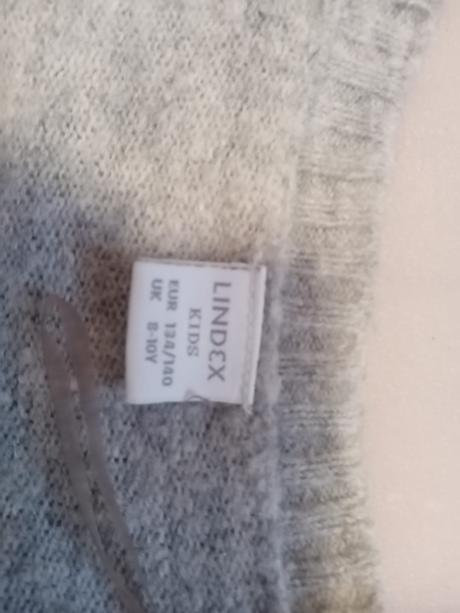 LINDEX
KIDS
EUR 134/140
UK 8-10Y